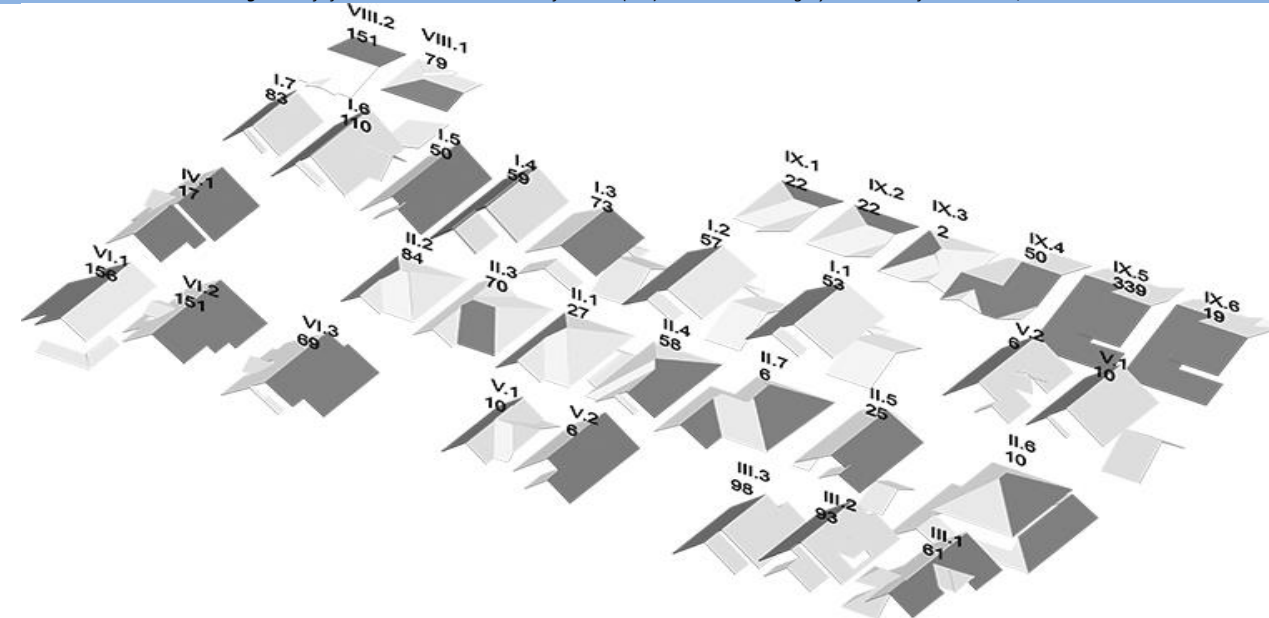 VIII.2
151
VIII.1
79
I.7
83
I.6
110
I.5
50
I.4
59
I.3
73
IX.1
22
IX.2
22
IX.3
2
IX.4
50
IX.5
339
IX.6
19
IV.1
17
I.2
57
I.1
53
II.2
84
II.3
70
II.1
27
II.4
58
II.7
6
II.5
25
VI.1
156
VI.2
151
VI.3
69
V.2
6
V.1
10
V.1
10
V.2
6
II.6
10
III.3
98
III.2
93
III.1
61